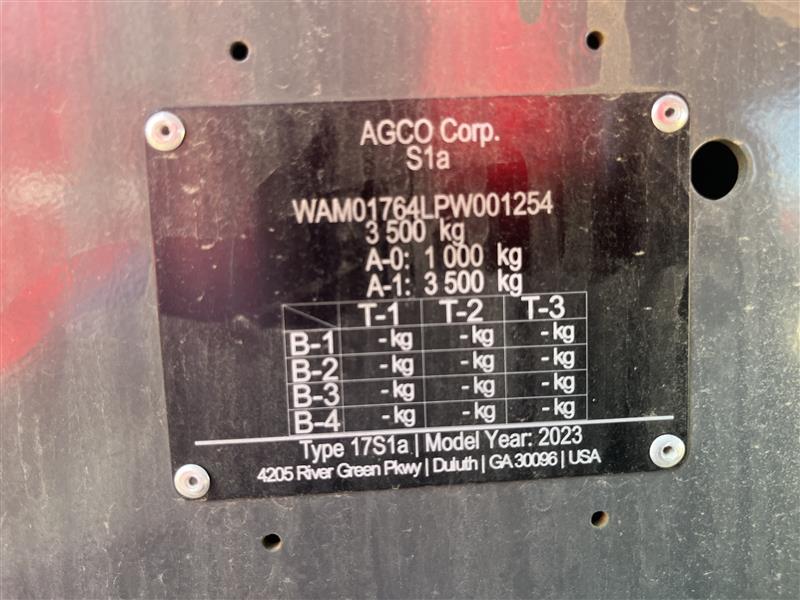 AGCO Corp.
S1a
WAM01764LPW001254
3 500 kg
A-0: 1 000 kg
A-1: 3 500 kg
T-1 T-2 T-3
B-1 - kg - kg - kg
B-2 - kg - kg - kg
B-3 - kg - kg - kg
B-4 - kg - kg - kg
Type 17S1a | Model Year: 2023
4205 River Green Pkwy | Duluth | GA 30096 | USA